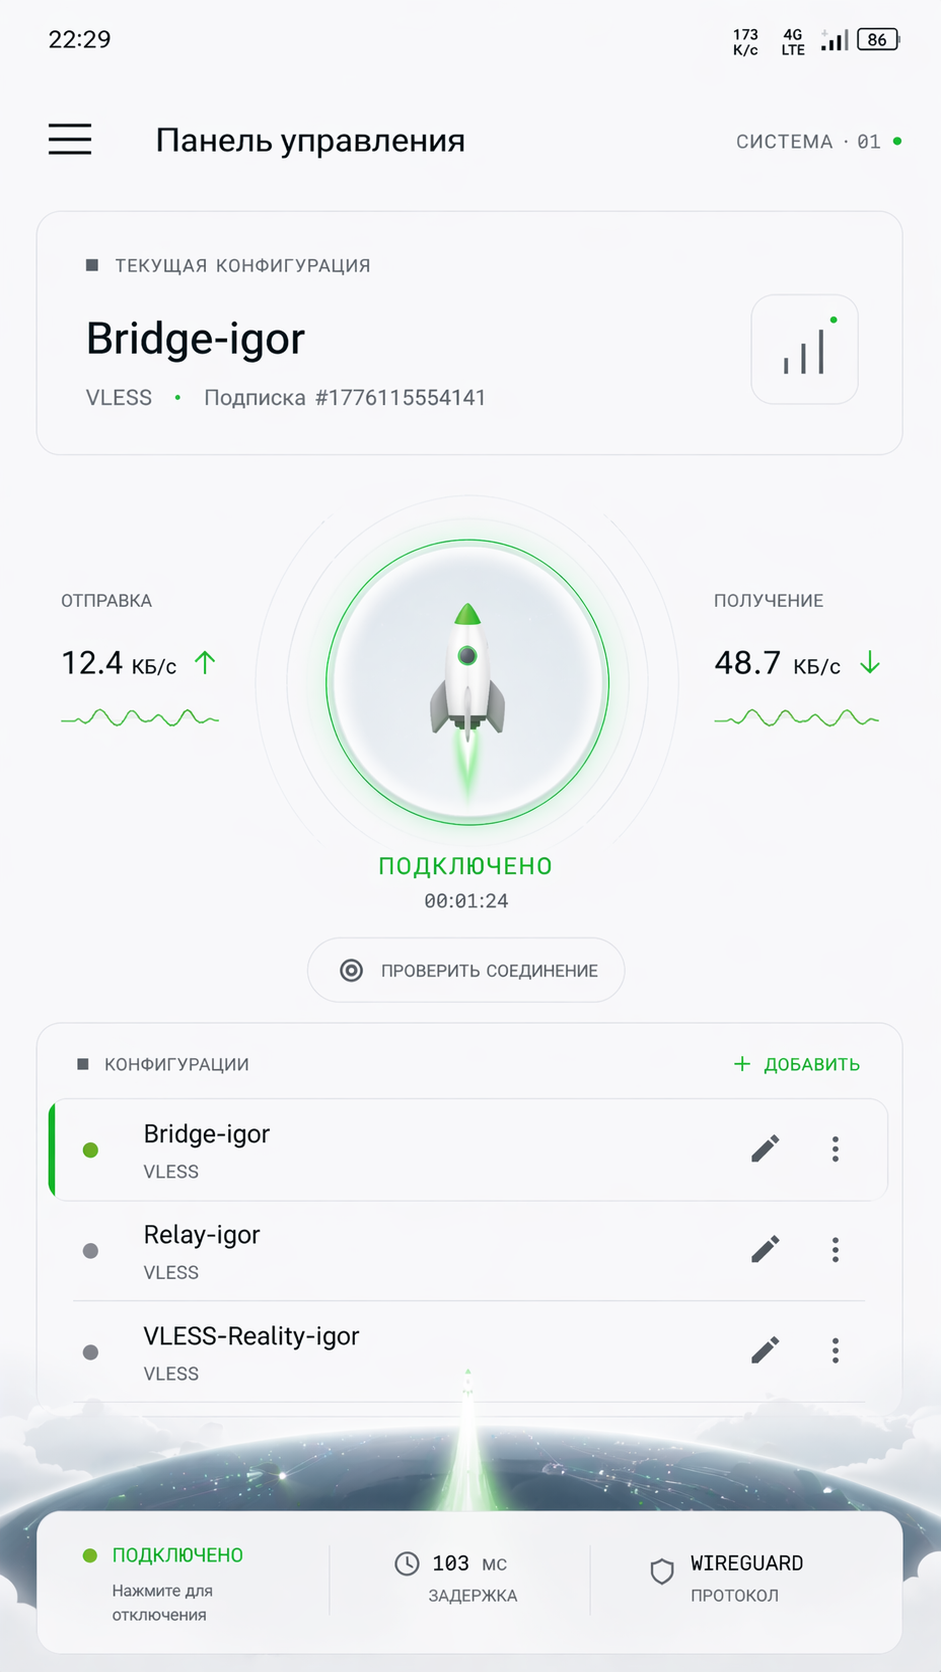 22:29
173 К/с 4G LTE 86
Панель управления
СИСТЕМА · 01
ТЕКУЩАЯ КОНФИГУРАЦИЯ
Bridge-igor
VLESS • Подписка #1776115554141
ОТПРАВКА
12.4 КБ/с
ПОЛУЧЕНИЕ
48.7 КБ/с
ПОДКЛЮЧЕНО
00:01:24
ПРОВЕРИТЬ СОЕДИНЕНИЕ
КОНФИГУРАЦИИ
+ ДОБАВИТЬ
Bridge-igor
VLESS
Relay-igor
VLESS
VLESS-Reality-igor
VLESS
ПОДКЛЮЧЕНО
Нажмите для
отключения
103 мс
ЗАДЕРЖКА
WIREGUARD
ПРОТОКОЛ